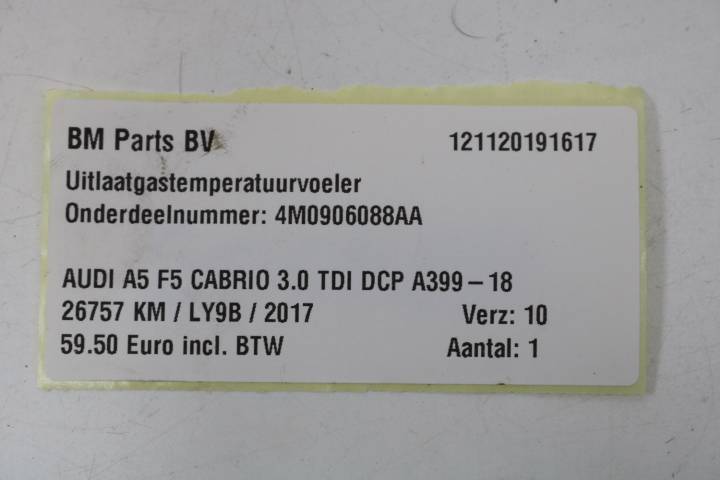 BM Parts BV 121120191617
Uitlaatgastemperatuurvoeler
Onderdeelnummer: 4M0906088AA
AUDI A5 F5 CABRIO 3.0 TDI DCP A399-18
26757 KM / LY9B / 2017 Verz: 10
59.50 Euro incl. BTW Aantal: 1